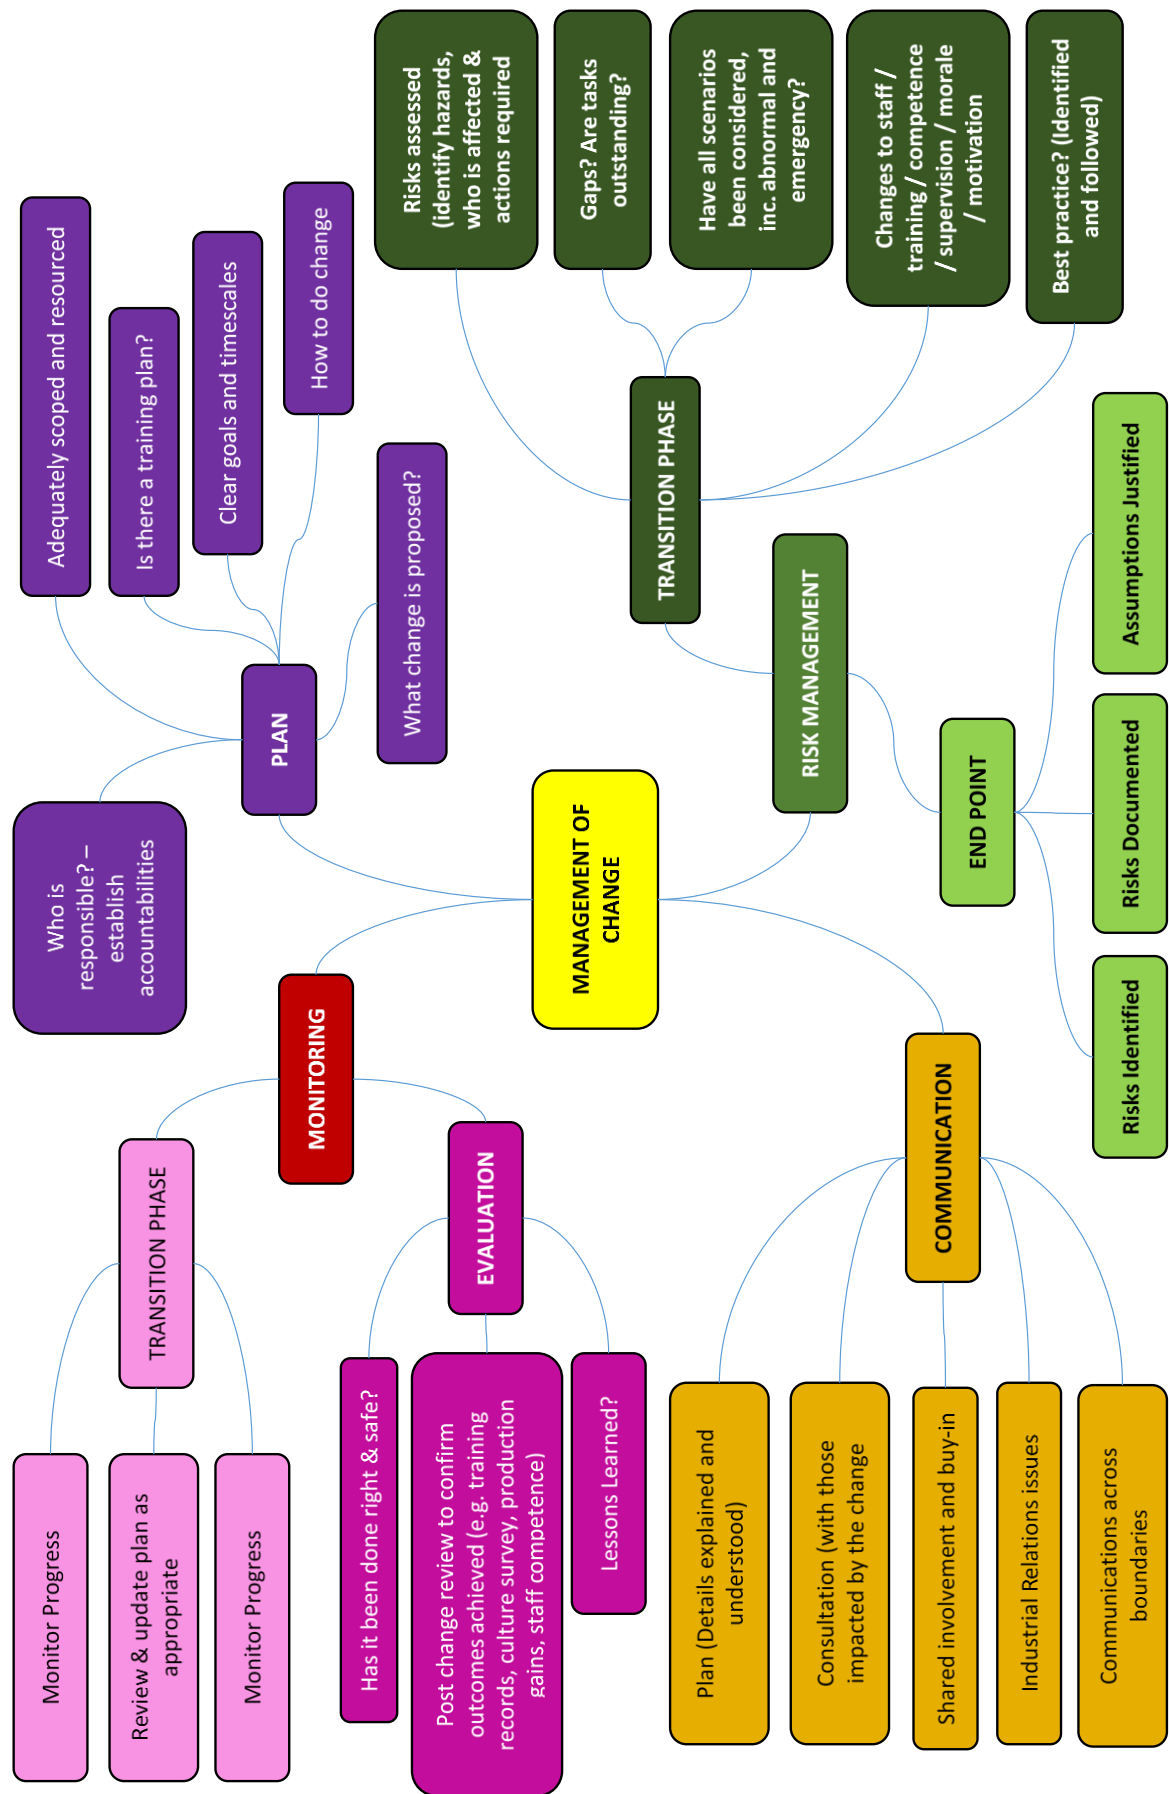 Monitor Progress
Review & update plan as
appropriate
Monitor Progress
TRANSITION PHASE
Has it been done right & safe?
Post change review to confirm
outcomes achieved (e.g. training
records, culture survey, production
gains, staff competence)
Lessons Learned?
EVALUATION
MONITORING
Who is
responsible? –
establish
accountabilities
Adequately scoped and resourced
Is there a training plan?
Clear goals and timescales
How to do change
What change is proposed?
PLAN
MANAGEMENT OF
CHANGE
Plan (Details explained and
understood)
Consultation (with those
impacted by the change
Shared involvement and buy-in
Industrial Relations issues
Communications across
boundaries
COMMUNICATION
RISK MANAGEMENT
TRANSITION PHASE
Risks assessed
(identify hazards,
who is affected &
actions required
Gaps? Are tasks
outstanding?
Have all scenarios
been considered,
inc. abnormal and
emergency?
Changes to staff /
training / competence
/ supervision / morale
/ motivation
Best practice? (Identified
and followed)
END POINT
Risks Identified
Risks Documented
Assumptions Justified